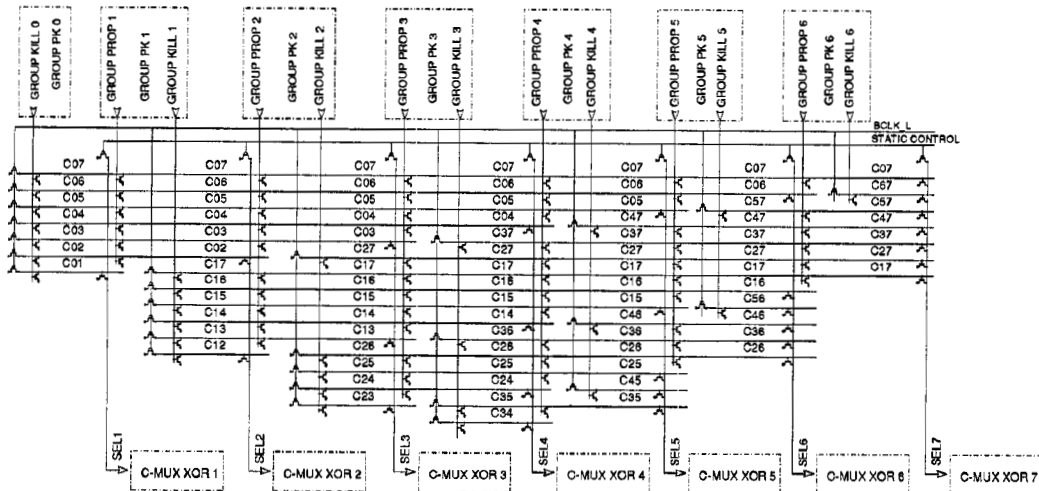 GROUP KILL 0
GROUP PK 0
GROUP PROP 1
GROUP PK 1
GROUP KILL 1
GROUP PROP 2
GROUP PK 2
GROUP KILL 2
GROUP PROP 3
GROUP PK 3
GROUP KILL 3
GROUP PROP 4
GROUP PK 4
GROUP KILL 4
GROUP PROP 5
GROUP PK 5
GROUP KILL 5
GROUP PROP 6
GROUP PK 6
GROUP KILL 6
BCLK_L
STATIC CONTROL
C07 C07 C07 C07 C07 C07 C07
C06 C06 C06 C06 C06 C06 C67
C05 C05 C05 C05 C05 C57 C57
C04 C04 C04 C04 C47 C47 C47
C03 C03 C03 C37 C37 C37 C37
C02 C02 C27 C27 C27 C27 C27
C01 C17 C17 C17 C17 C17 C17
C16 C16 C16 C16 C16 C16
C15 C15 C15 C15 C15 C56
C14 C14 C14 C14 C46 C46
C13 C13 C13 C36 C36 C36
C12 C26 C26 C26 C26
C25 C25 C25
C24 C24 C45
C23 C35 C35
C34
SEL1
SEL2
SEL3
SEL4
SEL5
SEL6
SEL7
C-MUX XOR 1
C-MUX XOR 2
C-MUX XOR 3
C-MUX XOR 4
C-MUX XOR 5
C-MUX XOR 6
C-MUX XOR 7